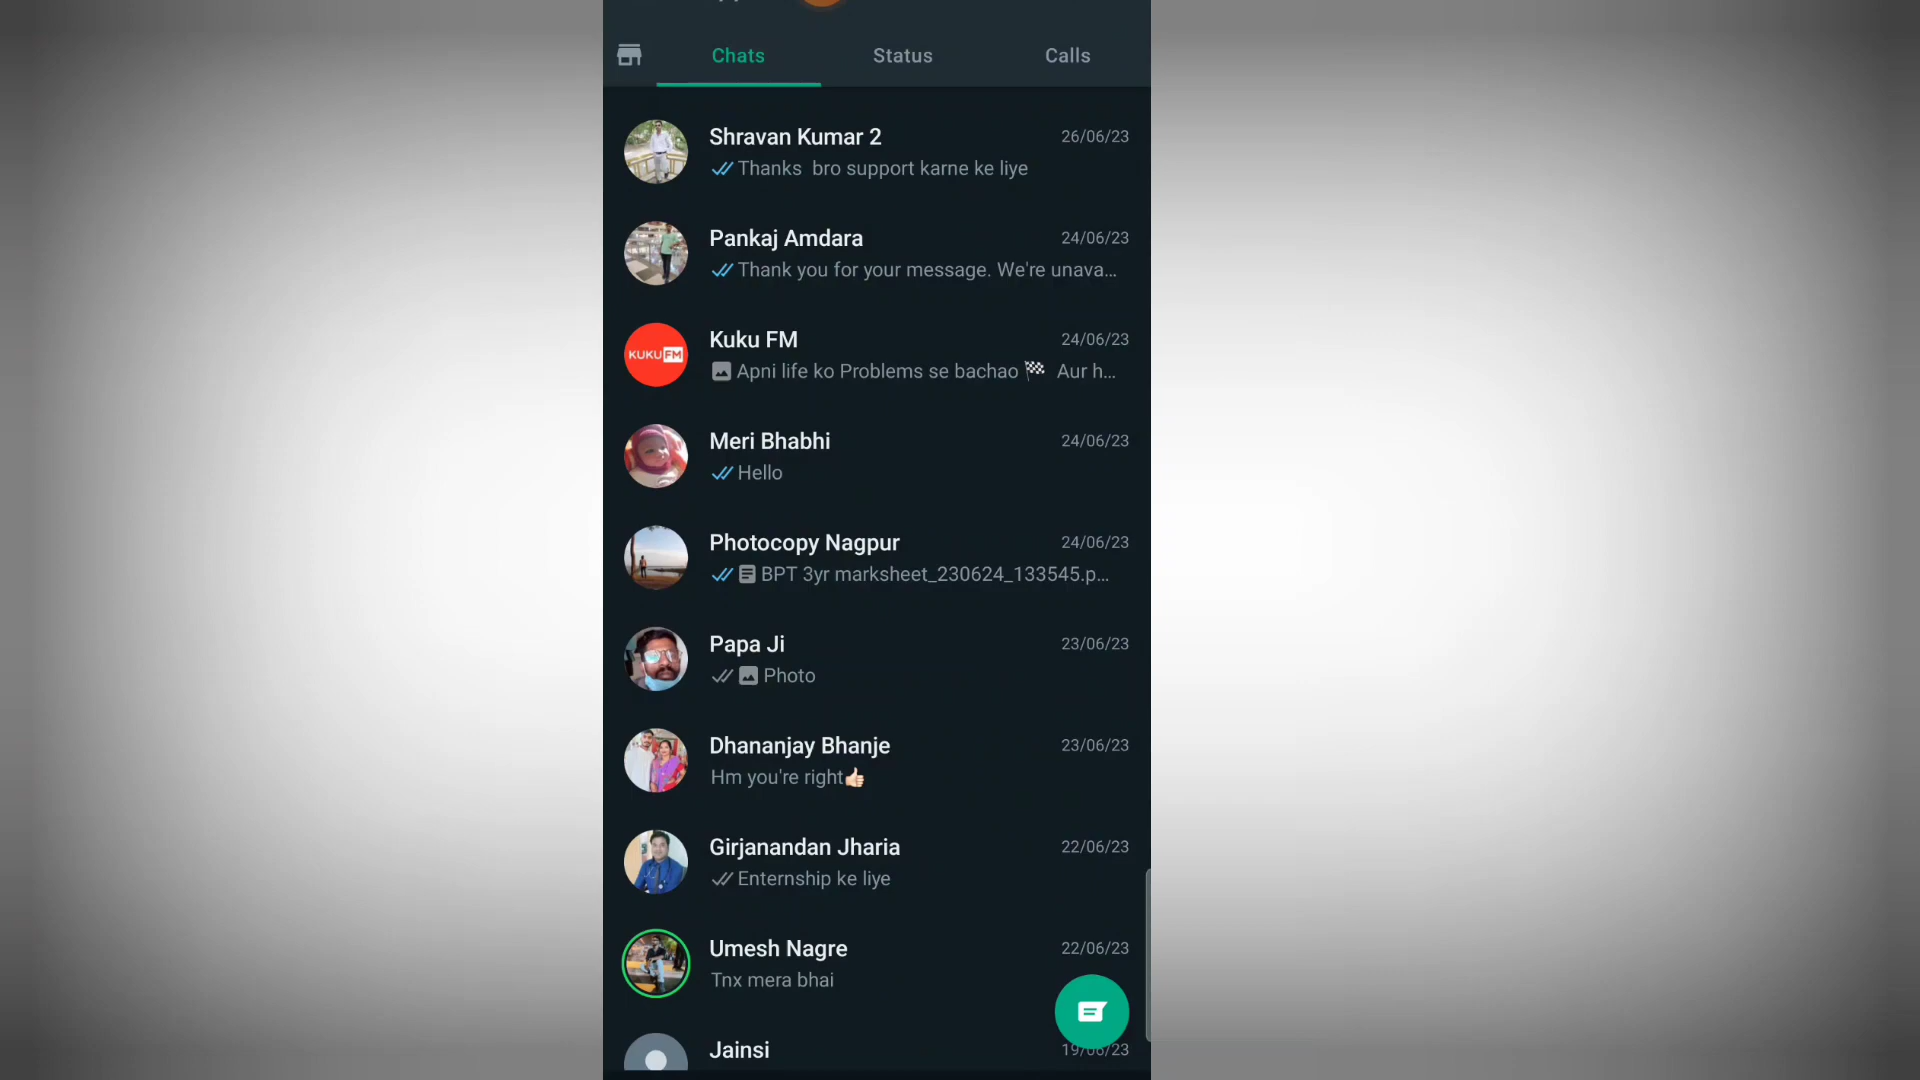 Chats Status Calls
Shravan Kumar 2 26/06/23
Thanks  bro support karne ke liye
Pankaj Amdara 24/06/23
Thank you for your message. We're unava...
KUKU FM
Kuku FM 24/06/23
Apni life ko Problems se bachao 🏁 Aur h...
Meri Bhabhi 24/06/23
Hello
Photocopy Nagpur 24/06/23
BPT 3yr marksheet_230624_133545.p...
Papa Ji 23/06/23
Photo
Dhananjay Bhanje 23/06/23
Hm you're right👍🏻
Girjanandan Jharia 22/06/23
Enternship ke liye
Umesh Nagre 22/06/23
Tnx mera bhai
Jainsi 19/06/23